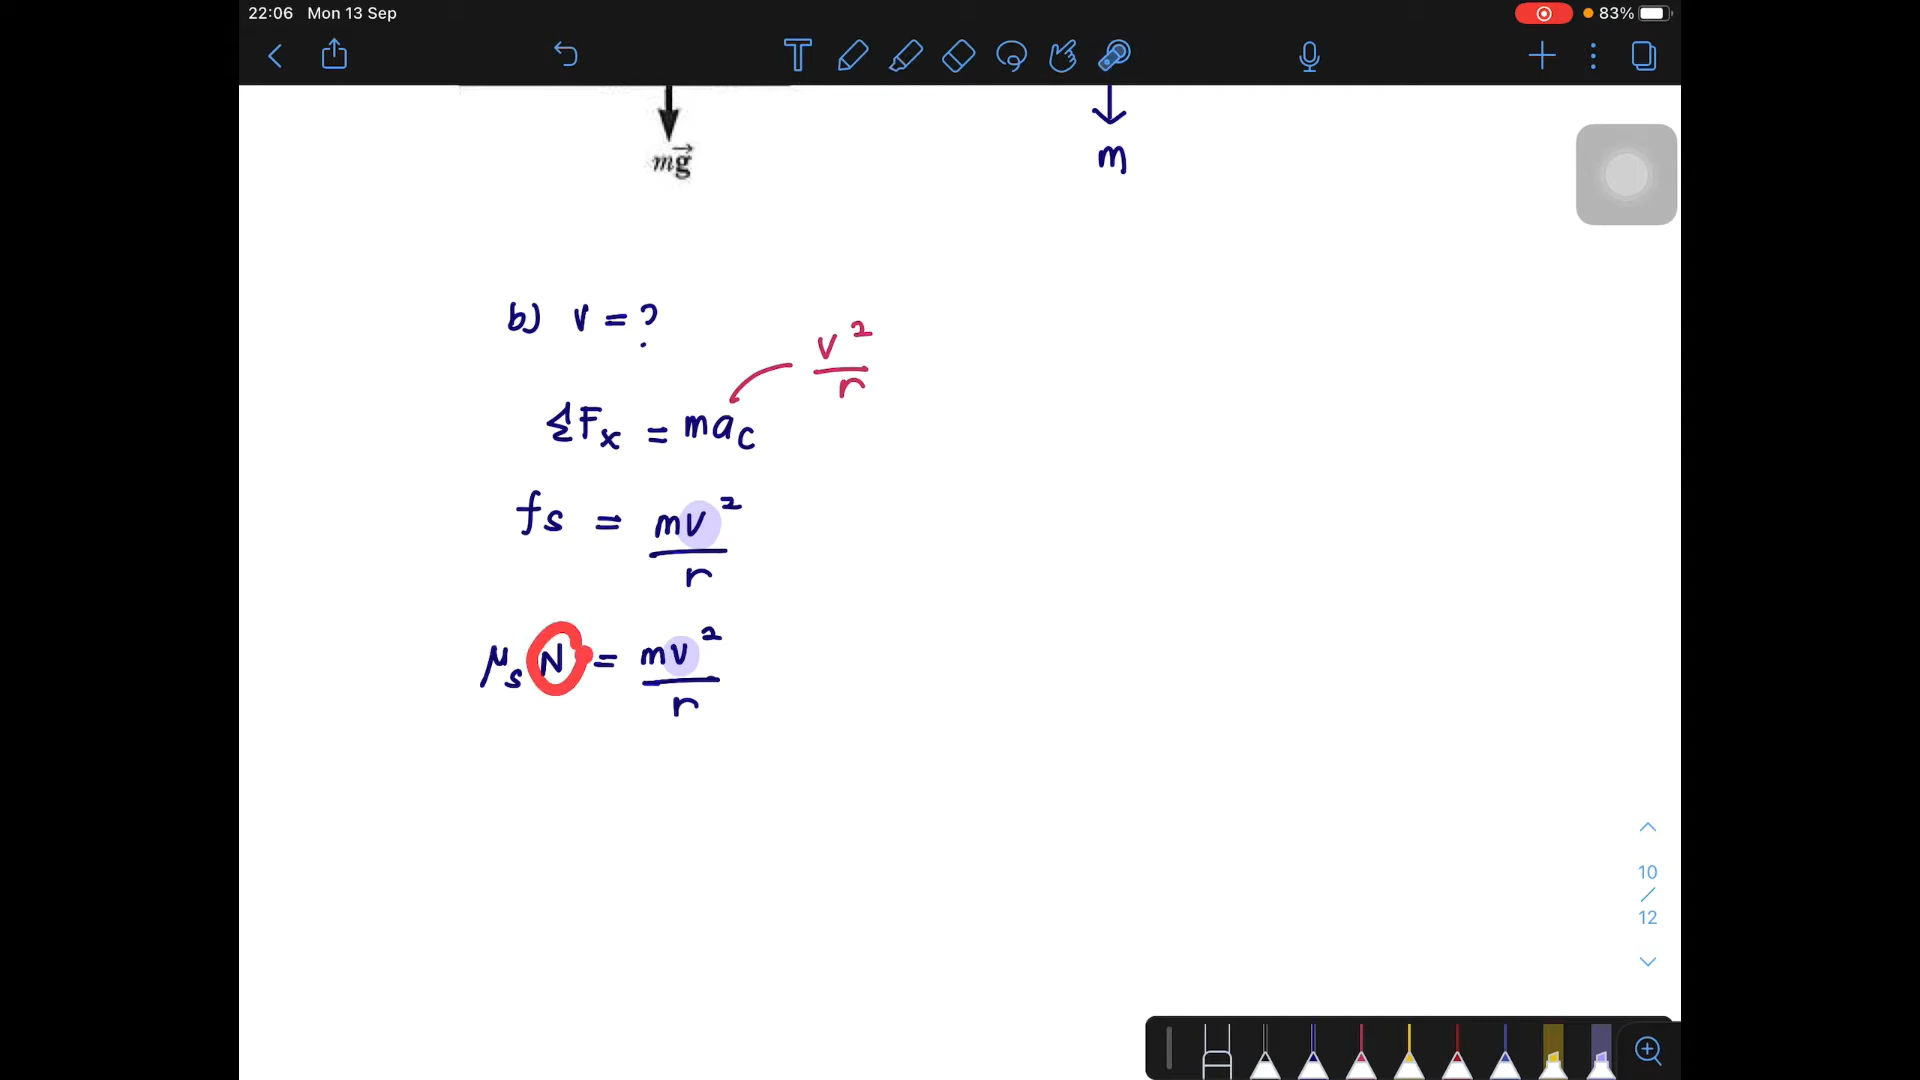 22:06 Mon 13 Sep 83%
mg⃗ m
b) v = ?
v²/r
ΣFx = mac
fs = mv²/r
μs N = mv²/r
10
/
12